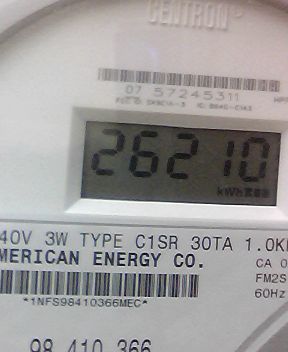 CENTRON®
07 57245311
26210
kWh
40V 3W TYPE C1SR 30TA 1.0K
MERICAN ENERGY CO.
CA 0
FM2S
60Hz
*1NFS98410366MEC*
98 410 366